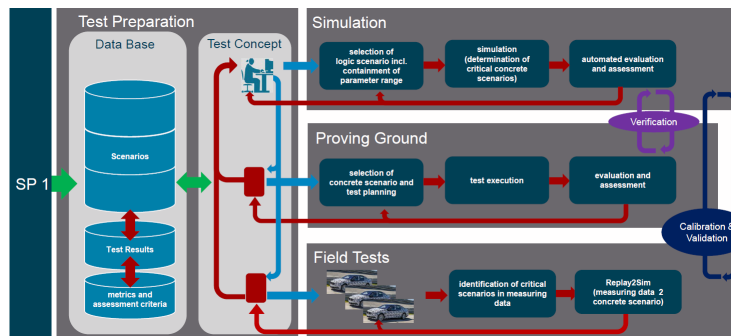 Test Preparation
Data Base
Test Concept
SP 1
Scenarios
Test Results
metrics and
assessment criteria
Simulation
selection of
logic scenario incl.
containment of
parameter range
simulation
(determination of
critical concrete
scenarios)
automated evaluation
and assessment
Verification
Proving Ground
selection of
concrete scenario and
test planning
test execution
evaluation and
assessment
Calibration &
Validation
Field Tests
identification of critical
scenarios in measuring
data
Replay2Sim
(measuring data 2
concrete scenario)